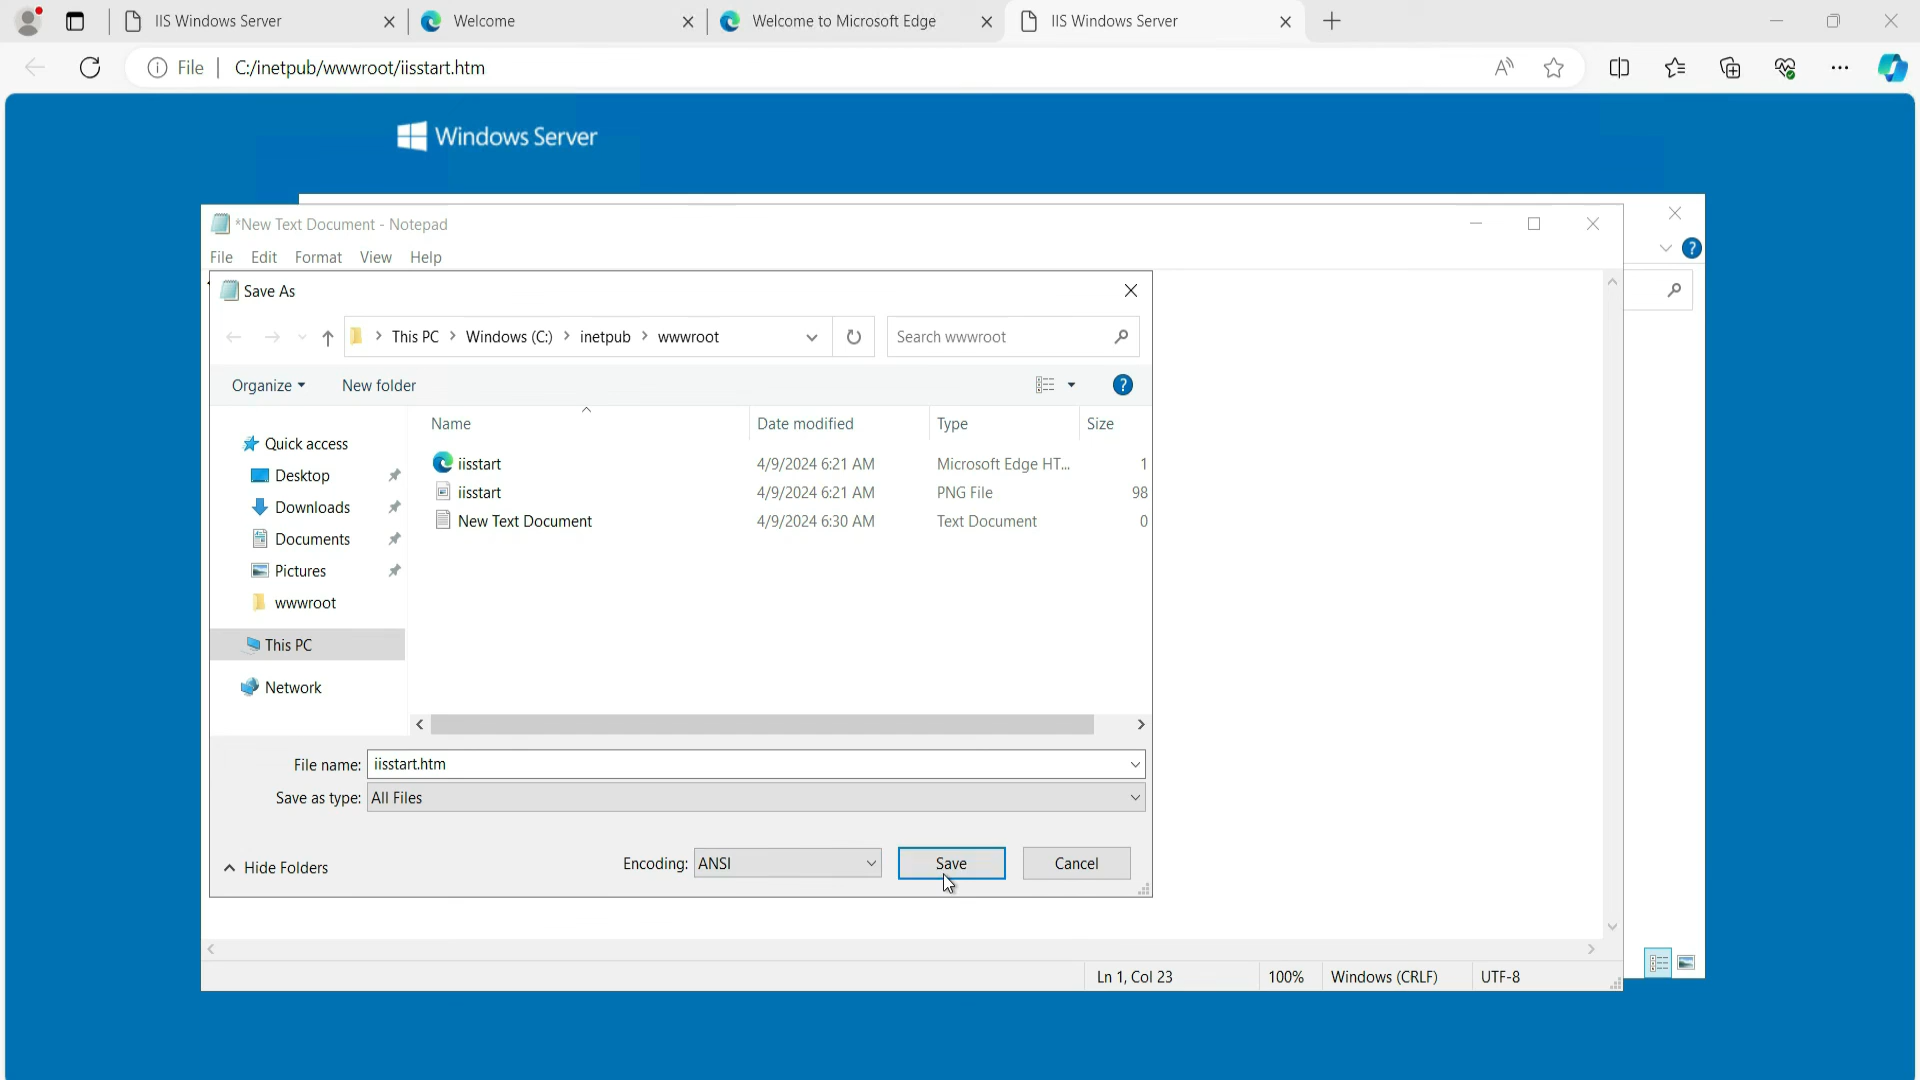 IIS Windows Server
Welcome
Welcome to Microsoft Edge
IIS Windows Server
File
C:/inetpub/wwwroot/iisstart.htm
Windows Server
*New Text Document - Notepad
File Edit Format View Help
Save As
This PC > Windows (C:) > inetpub > wwwroot
Search wwwroot
Organize
New folder
Name Date modified Type Size
iisstart 4/9/2024 6:21 AM Microsoft Edge HT... 1
iisstart 4/9/2024 6:21 AM PNG File 98
New Text Document 4/9/2024 6:30 AM Text Document 0
Quick access
Desktop
Downloads
Documents
Pictures
wwwroot
This PC
Network
File name: iisstart.htm
Save as type: All Files
Hide Folders
Encoding: ANSI
Save
Cancel
Ln 1, Col 23
100%
Windows (CRLF)
UTF-8